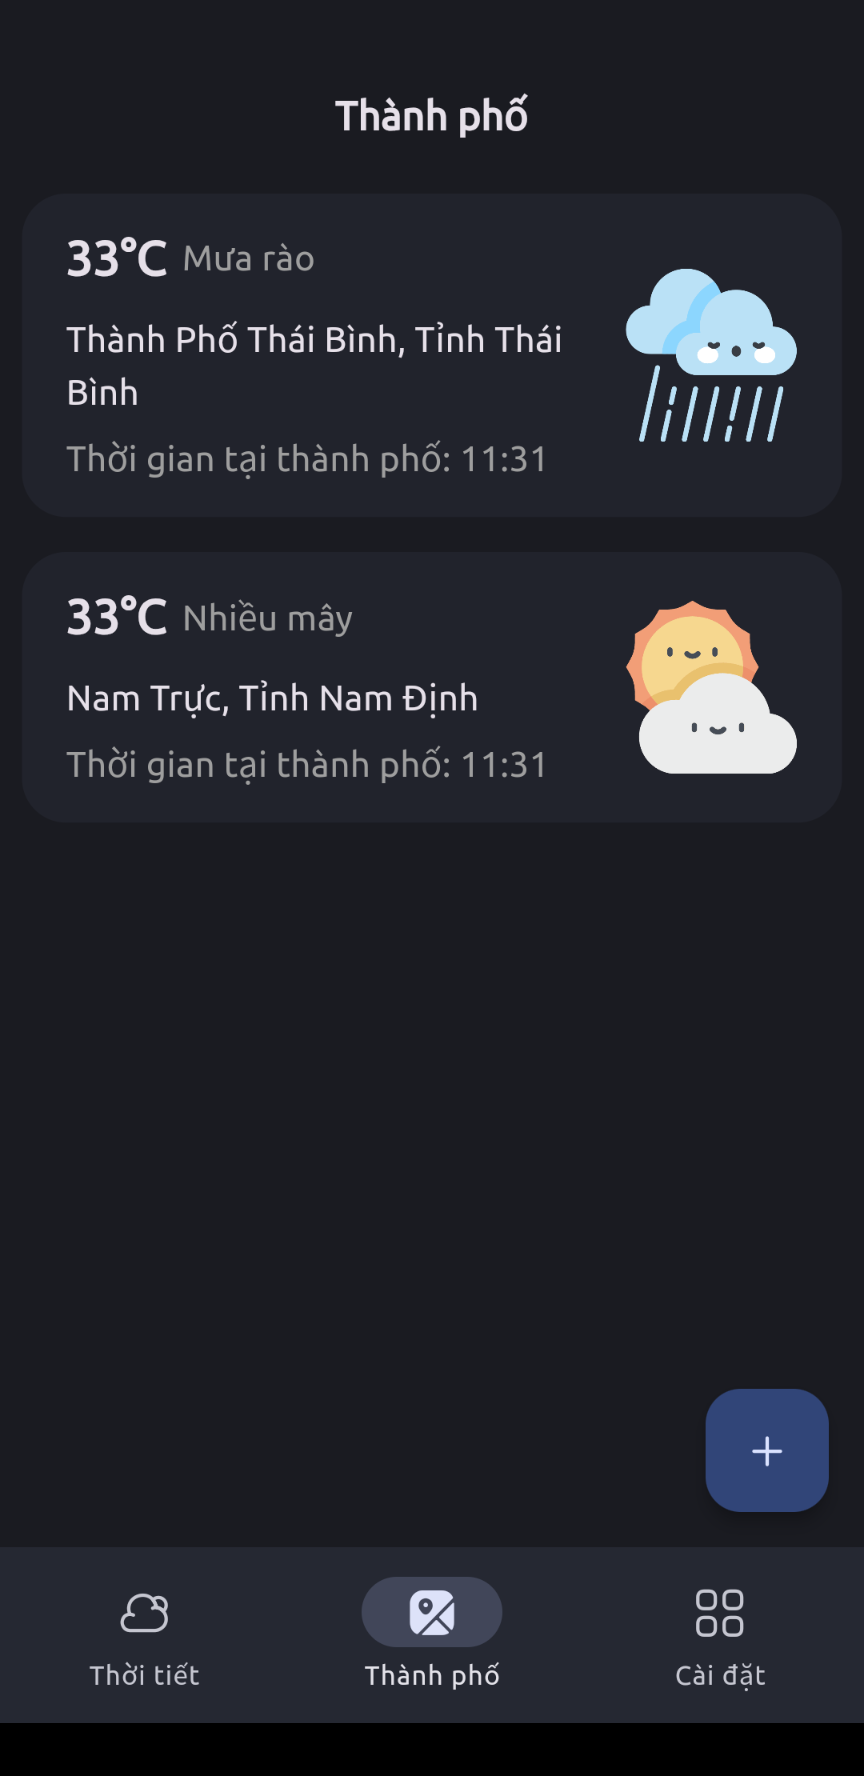 Thành phố
33°C Mưa rào
Thành Phố Thái Bình, Tỉnh Thái
Bình
Thời gian tại thành phố: 11:31
33°C Nhiều mây
Nam Trực, Tỉnh Nam Định
Thời gian tại thành phố: 11:31
Thời tiết
Thành phố
Cài đặt